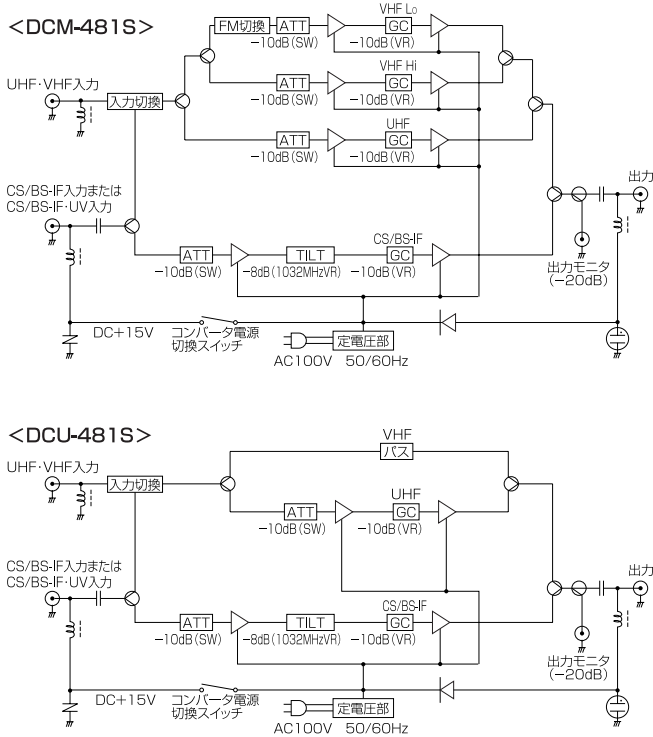 <DCM-481S>
FM切換 ATT VHF Lo GC
−10dB(SW) −10dB(VR)
VHF Hi
ATT GC
−10dB(SW) −10dB(VR)
UHF・VHF入力
入力切換
UHF
ATT GC
−10dB(SW) −10dB(VR)
CS/BS-IF入力または
CS/BS-IF・UV入力
出力
CS/BS-IF
ATT TILT GC
−10dB(SW) −8dB(1032MHzVR) −10dB(VR)
出力モニタ
(−20dB)
DC+15V コンバータ電源
切換スイッチ
定電圧部
AC100V 50/60Hz
<DCU-481S>
VHF
パス
UHF・VHF入力
入力切換
UHF
ATT GC
−10dB(SW) −10dB(VR)
CS/BS-IF入力または
CS/BS-IF・UV入力
出力
CS/BS-IF
ATT TILT GC
−10dB(SW) −8dB(1032MHzVR) −10dB(VR)
出力モニタ
(−20dB)
DC+15V コンバータ電源
切換スイッチ
定電圧部
AC100V 50/60Hz